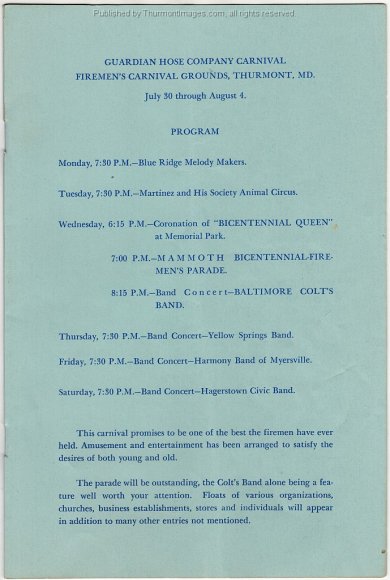 Published by Thurmontimages.com, all rights reserved.
GUARDIAN HOSE COMPANY CARNIVAL
FIREMEN'S CARNIVAL GROUNDS, THURMONT, MD.
July 30 through August 4.
PROGRAM
Monday, 7:30 P.M.—Blue Ridge Melody Makers.
Tuesday, 7:30 P.M.—Martinez and His Society Animal Circus.
Wednesday, 6:15 P.M.—Coronation of "BICENTENNIAL QUEEN"
at Memorial Park.
7:00 P.M.—MAMMOTH BICENTENNIAL-FIRE-
MEN'S PARADE.
8:15 P.M.—Band Concert—BALTIMORE COLT'S
BAND.
Thursday, 7:30 P.M.—Band Concert—Yellow Springs Band.
Friday, 7:30 P.M.—Band Concert—Harmony Band of Myersville.
Saturday, 7:30 P.M.—Band Concert—Hagerstown Civic Band.
This carnival promises to be one of the best the firemen have ever
held. Amusement and entertainment has been arranged to satisfy the
desires of both young and old.
The parade will be outstanding, the Colt's Band alone being a fea-
ture well worth your attention. Floats of various organizations,
churches, business establishments, stores and individuals will appear
in addition to many other entries not mentioned.